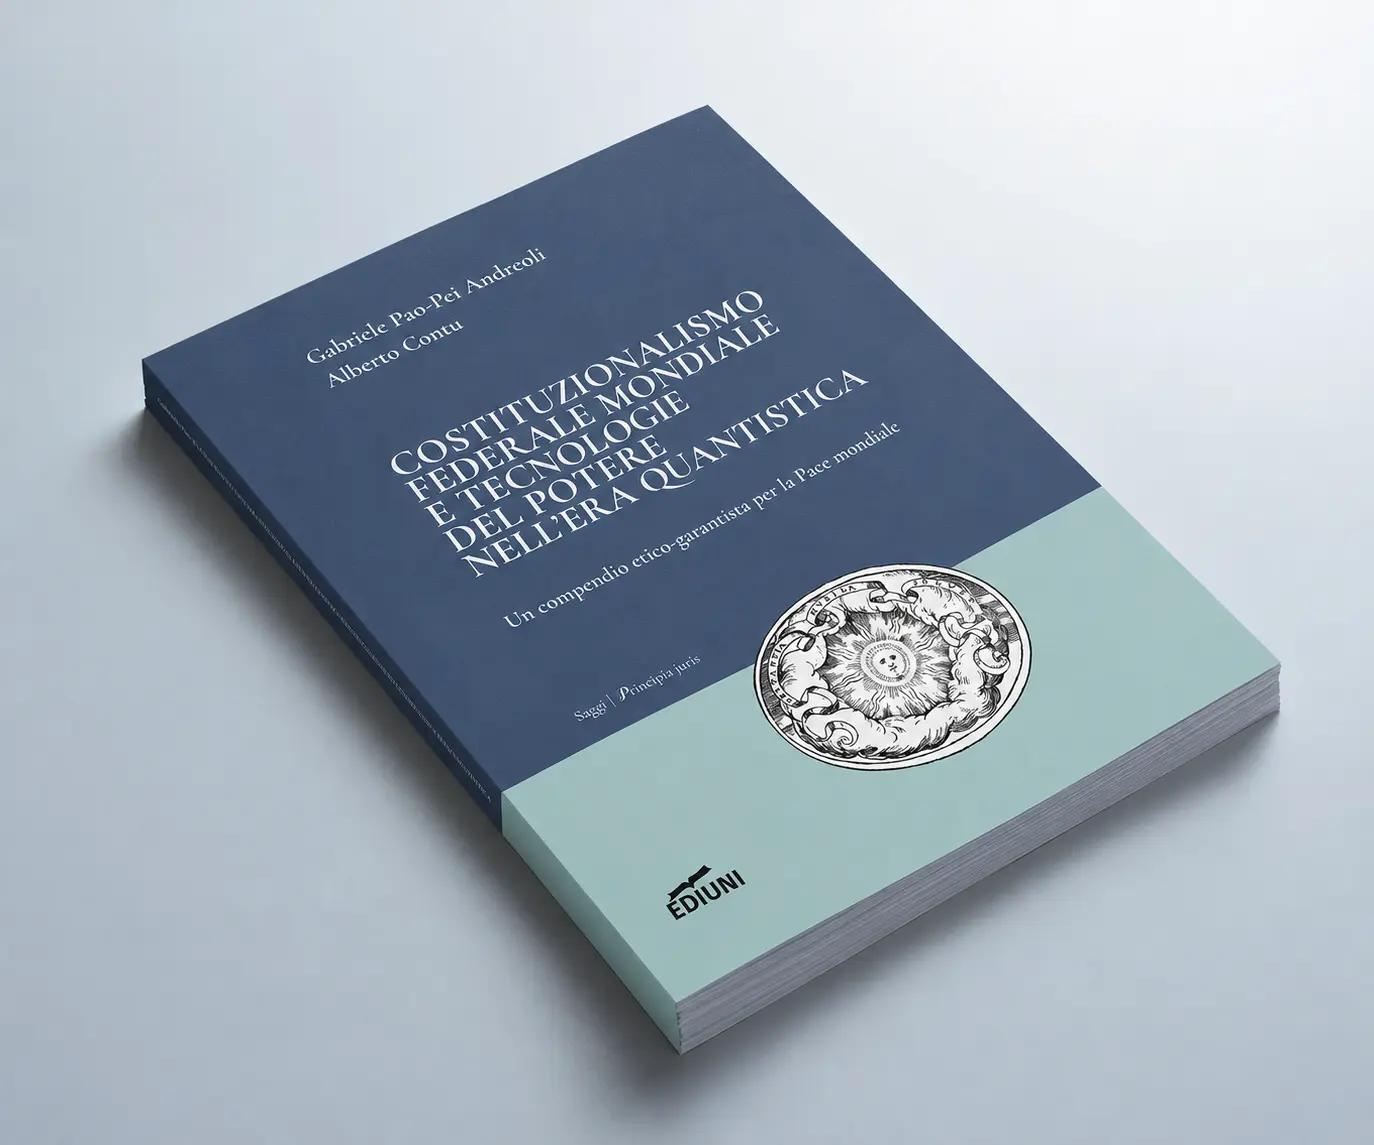 Gabriele Pao-Pei Andreoli
Alberto Contu
COSTITUZIONALISMO
FEDERALE MONDIALE
E TECNOLOGIE
DEL POTERE
NELL'ERA QUANTISTICA
Un compendio etico-garantista per la Pace mondiale
Saggi | Principia juris
EDIUNI